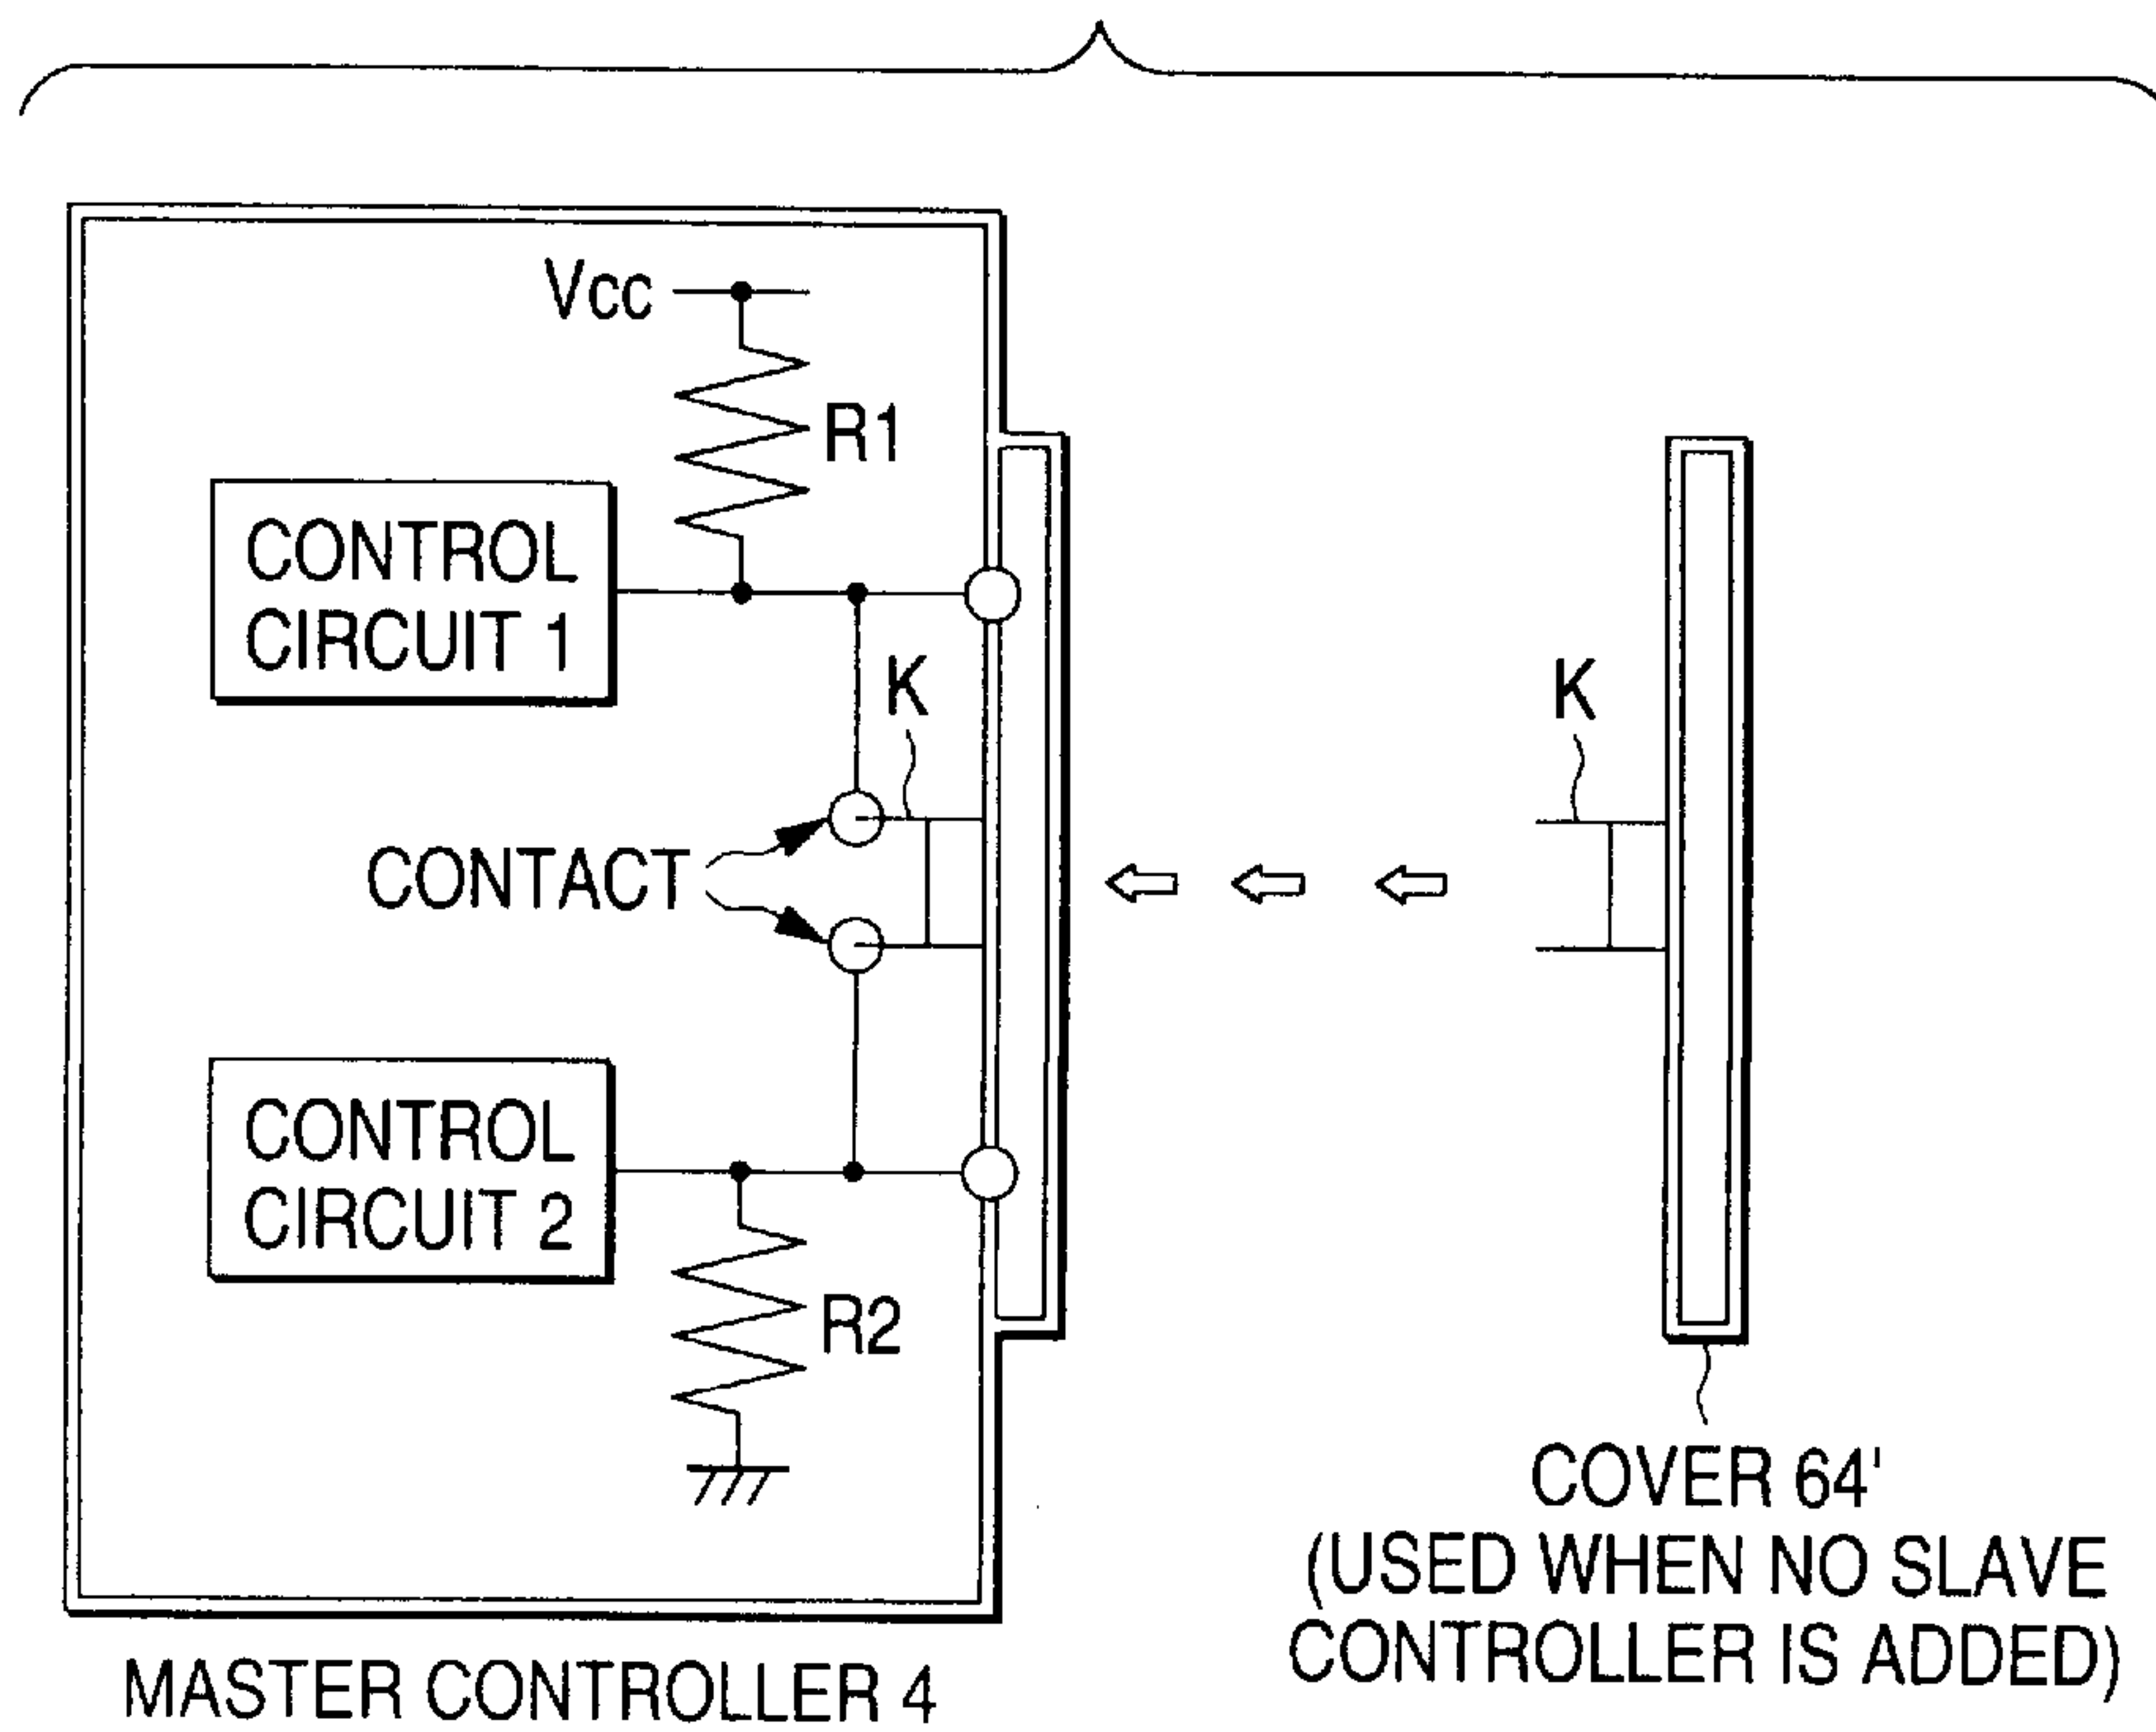 Vcc
R1
CONTROL
CIRCUIT 1
K
K
CONTACT
CONTROL
CIRCUIT 2
R2
COVER 64'
(USED WHEN NO SLAVE
CONTROLLER IS ADDED)
MASTER CONTROLLER 4